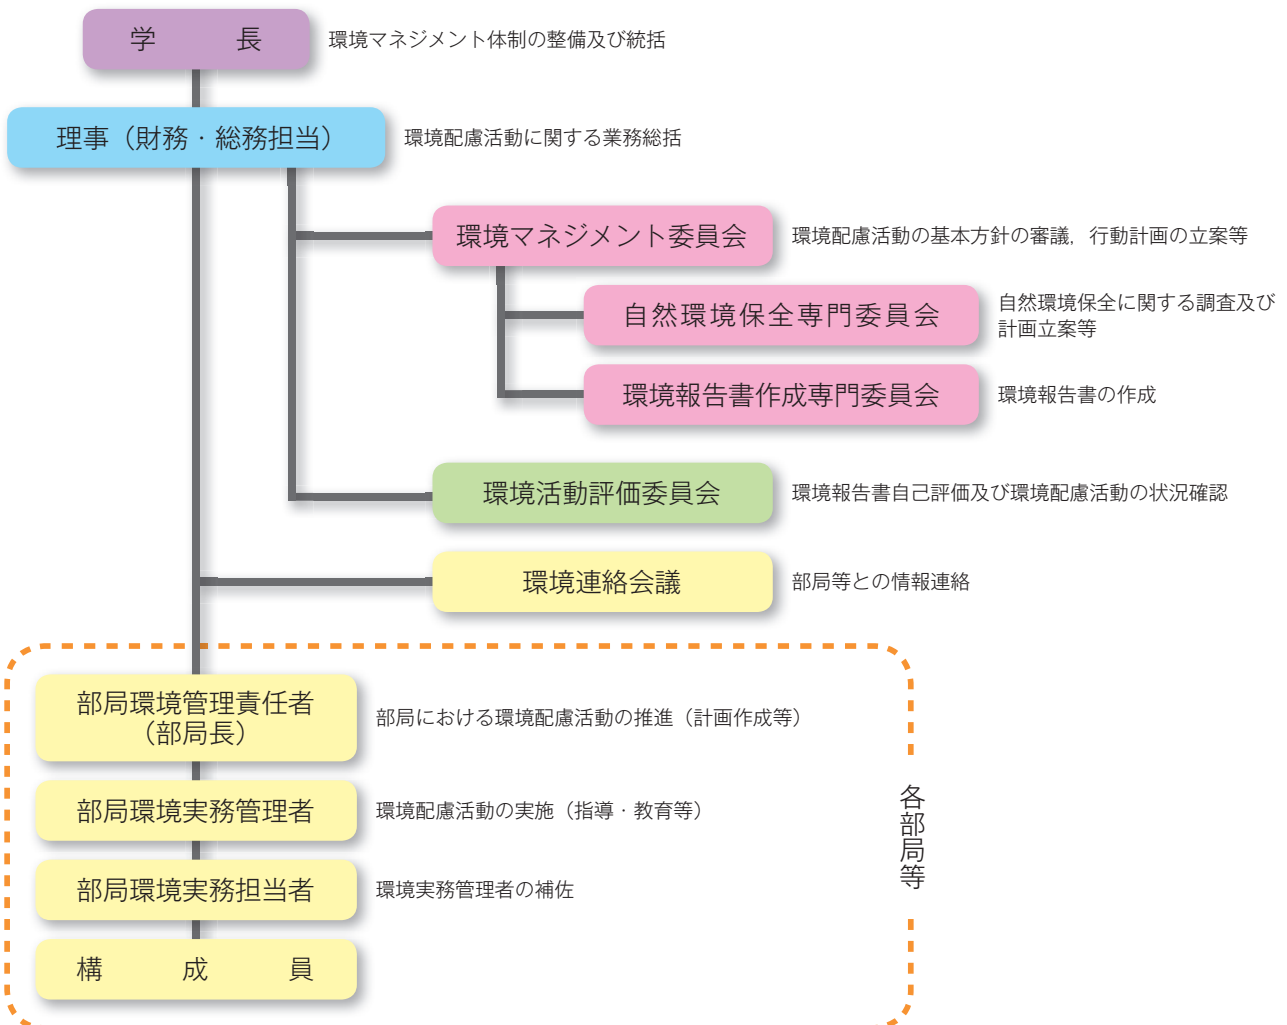 学長
環境マネジメント体制の整備及び統括
理事（財務・総務担当）
環境配慮活動に関する業務総括
環境マネジメント委員会
環境配慮活動の基本方針の審議，行動計画の立案等
自然環境保全専門委員会
自然環境保全に関する調査及び
計画立案等
環境報告書作成専門委員会
環境報告書の作成
環境活動評価委員会
環境報告書自己評価及び環境配慮活動の状況確認
環境連絡会議
部局等との情報連絡
部局環境管理責任者
（部局長）
部局における環境配慮活動の推進（計画作成等）
部局環境実務管理者
環境配慮活動の実施（指導・教育等）
部局環境実務担当者
環境実務管理者の補佐
構成員
各部局等